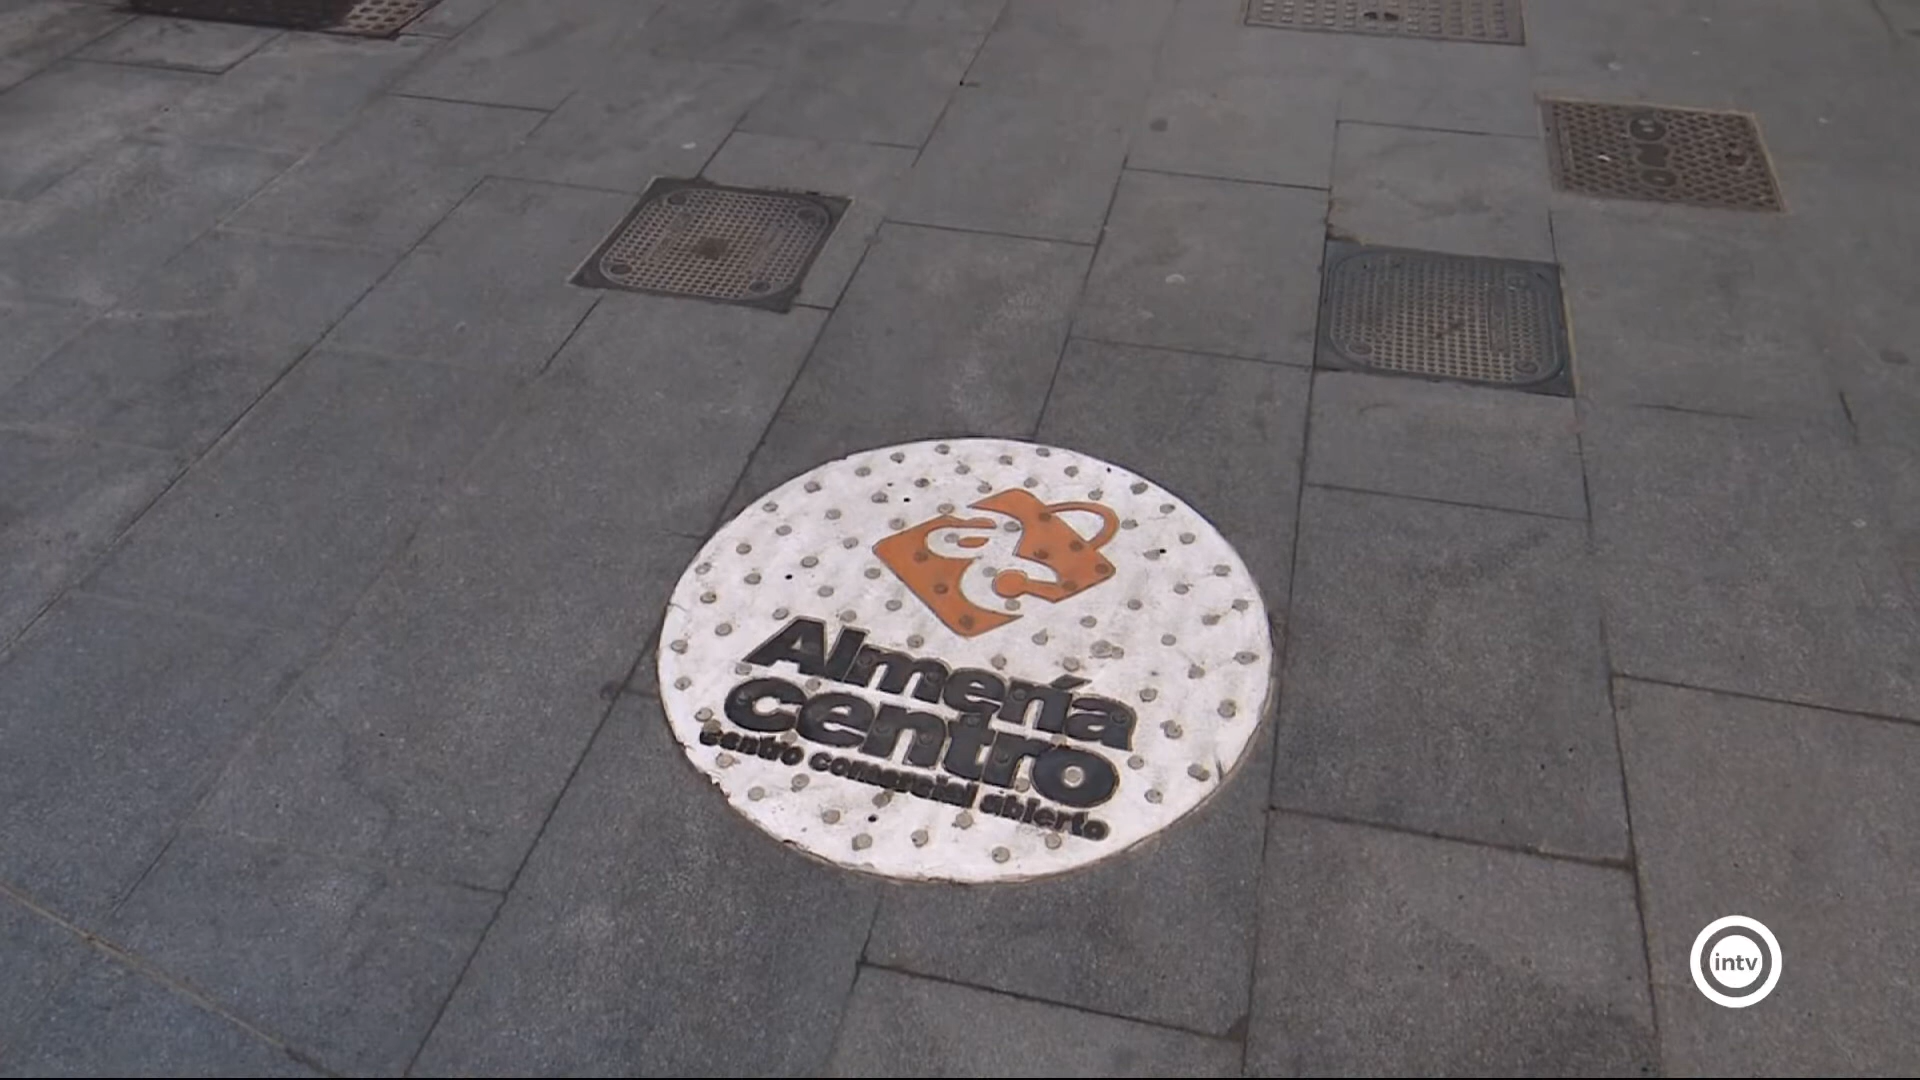 Almería
centro
centro comercial abierto
intv